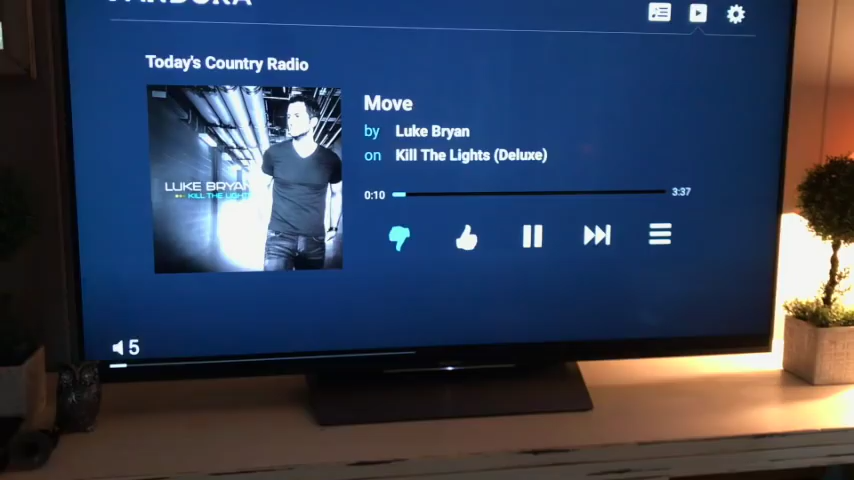 PANDORA
Today's Country Radio
LUKE BRYAN
KILL THE LIGHTS
Move
by Luke Bryan
on Kill The Lights (Deluxe)
0:10
3:37
5